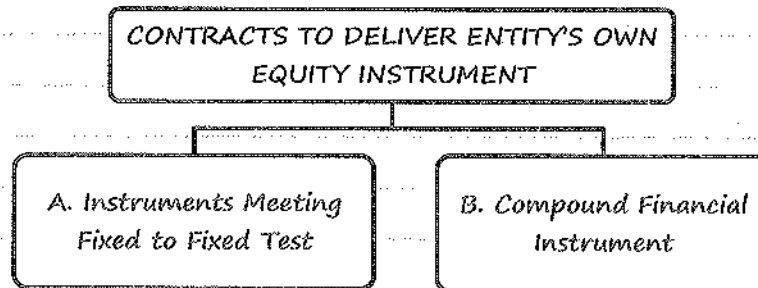 CONTRACTS TO DELIVER ENTITY'S OWN
EQUITY INSTRUMENT
A. Instruments Meeting
Fixed to Fixed Test
B. Compound Financial
Instrument